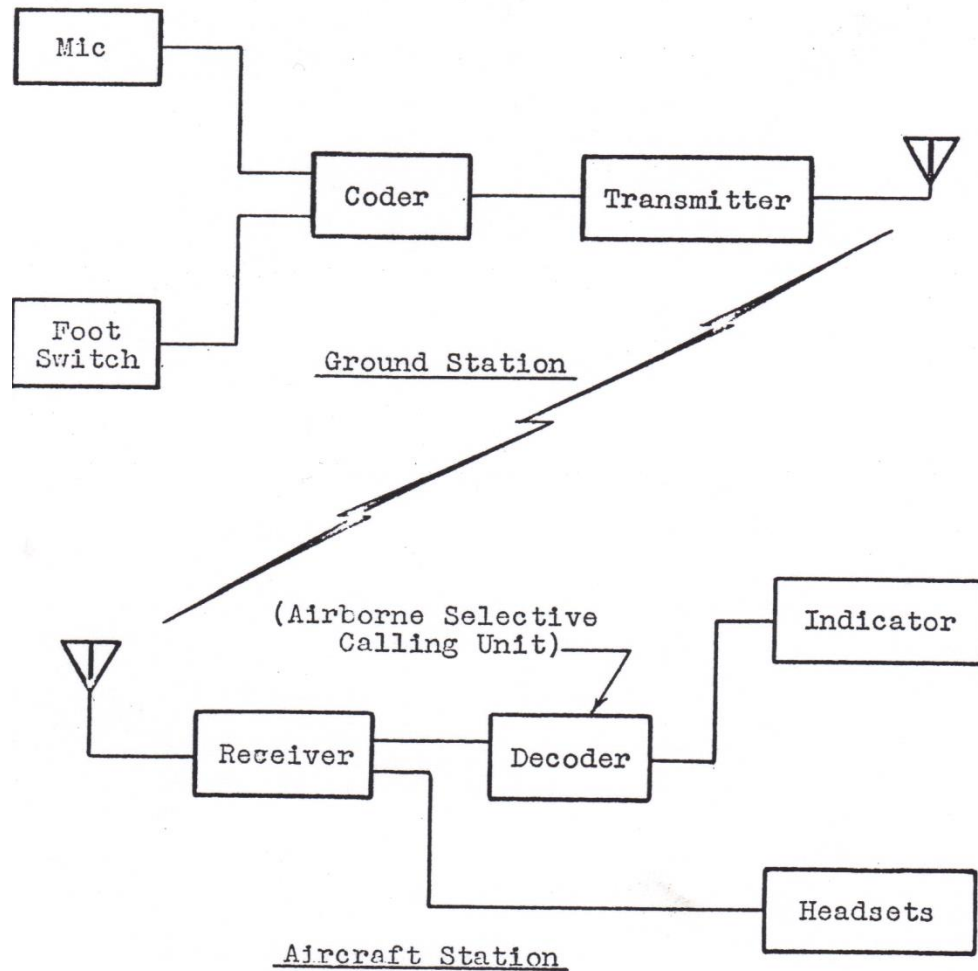 Mic
Coder
Transmitter
Foot
Switch
Ground Station
(Airborne Selective
Calling Unit)
Indicator
Receiver
Decoder
Headsets
Aircraft Station